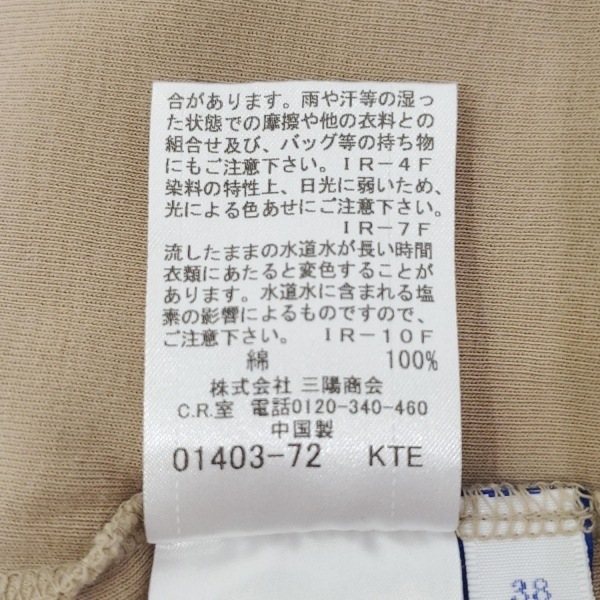 合があります。雨や汗等の湿っ
た状態での摩擦や他の衣料との
組合せ及び、バッグ等の持ち物
にもご注意下さい。IR-4F
染料の特性上、日光に弱いため、
光による色あせにご注意下さい。
IR-7F
流したままの水道水が長い時間
衣類にあたると変色することが
あります。水道水に含まれる塩
素の影響によるものですので、
ご注意下さい。 IR-10F
綿 100%
株式会社 三陽商会
C.R.室 電話0120-340-460
中国製
01403-72 KTE
38